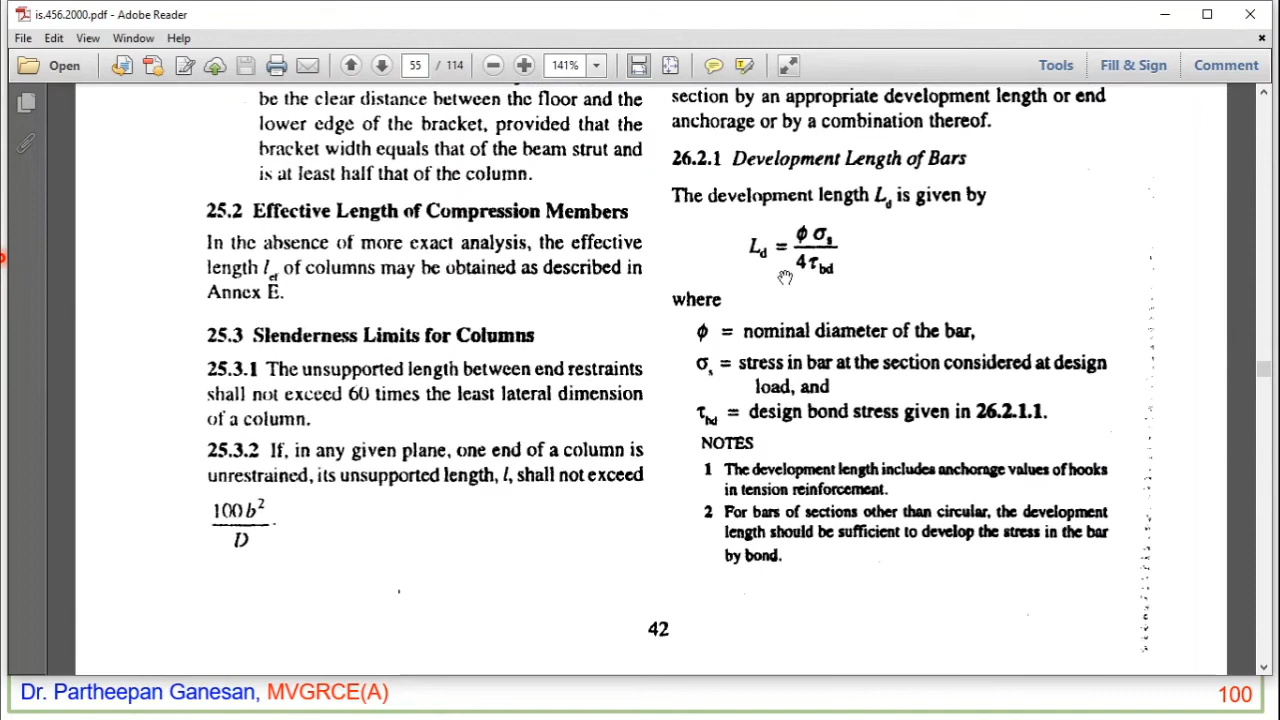 is.456.2000.pdf - Adobe Reader
File Edit View Window Help
Open 55 / 114 141% Tools Fill & Sign Comment
be the clear distance between the floor and the
lower edge of the bracket, provided that the
bracket width equals that of the beam strut and
is at least half that of the column.
25.2 Effective Length of Compression Members
In the absence of more exact analysis, the effective
length l_ef of columns may be obtained as described in
Annex E.
25.3 Slenderness Limits for Columns
25.3.1 The unsupported length between end restraints
shall not exceed 60 times the least lateral dimension
of a column.
25.3.2 If, in any given plane, one end of a column is
unrestrained, its unsupported length, l, shall not exceed
100b²
D
section by an appropriate development length or end
anchorage or by a combination thereof.
26.2.1 Development Length of Bars
The development length L_d is given by
L_d = φ σ_s
4 τ_bd
where
φ = nominal diameter of the bar,
σ_s = stress in bar at the section considered at design
load, and
τ_bd = design bond stress given in 26.2.1.1.
NOTES
1 The development length includes anchorage values of hooks
in tension reinforcement.
2 For bars of sections other than circular, the development
length should be sufficient to develop the stress in the bar
by bond.
42
Dr. Partheepan Ganesan, MVGRCE(A) 100